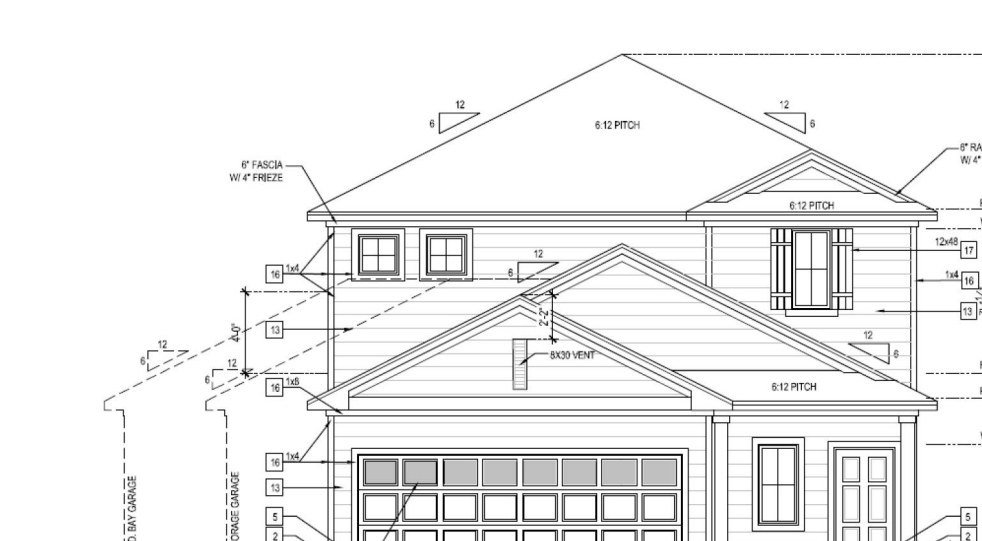 12
6
12
6
6:12 PITCH
6" FASCIA
W/ 4" FRIEZE
6" RA
W/ 4"
6:12 PITCH
12
6
12x48
17
16
1x4
1x4
16
13
13
4'-0"
2'-2"
12
6
12
6
12
6
8X30 VENT
16
1x8
6:12 PITCH
16
1x4
13
BAY GARAGE
ORAGE GARAGE
5
2
5
2